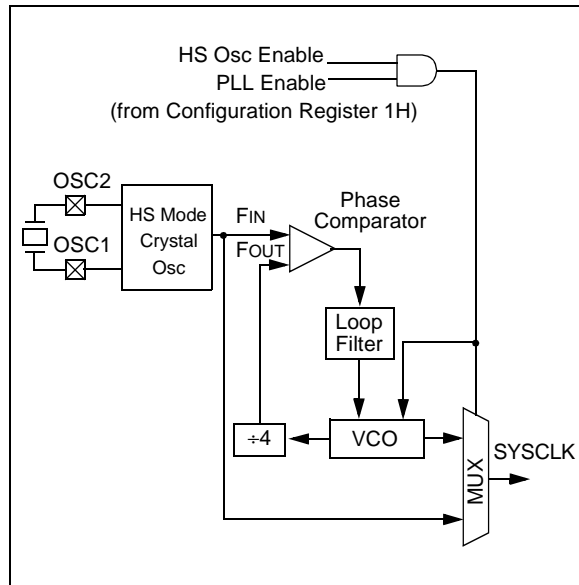 HS Osc Enable
PLL Enable
(from Configuration Register 1H)
OSC2
OSC1
HS Mode
Crystal
Osc
FIN
FOUT
Phase
Comparator
Loop
Filter
÷4
VCO
MUX
SYSCLK